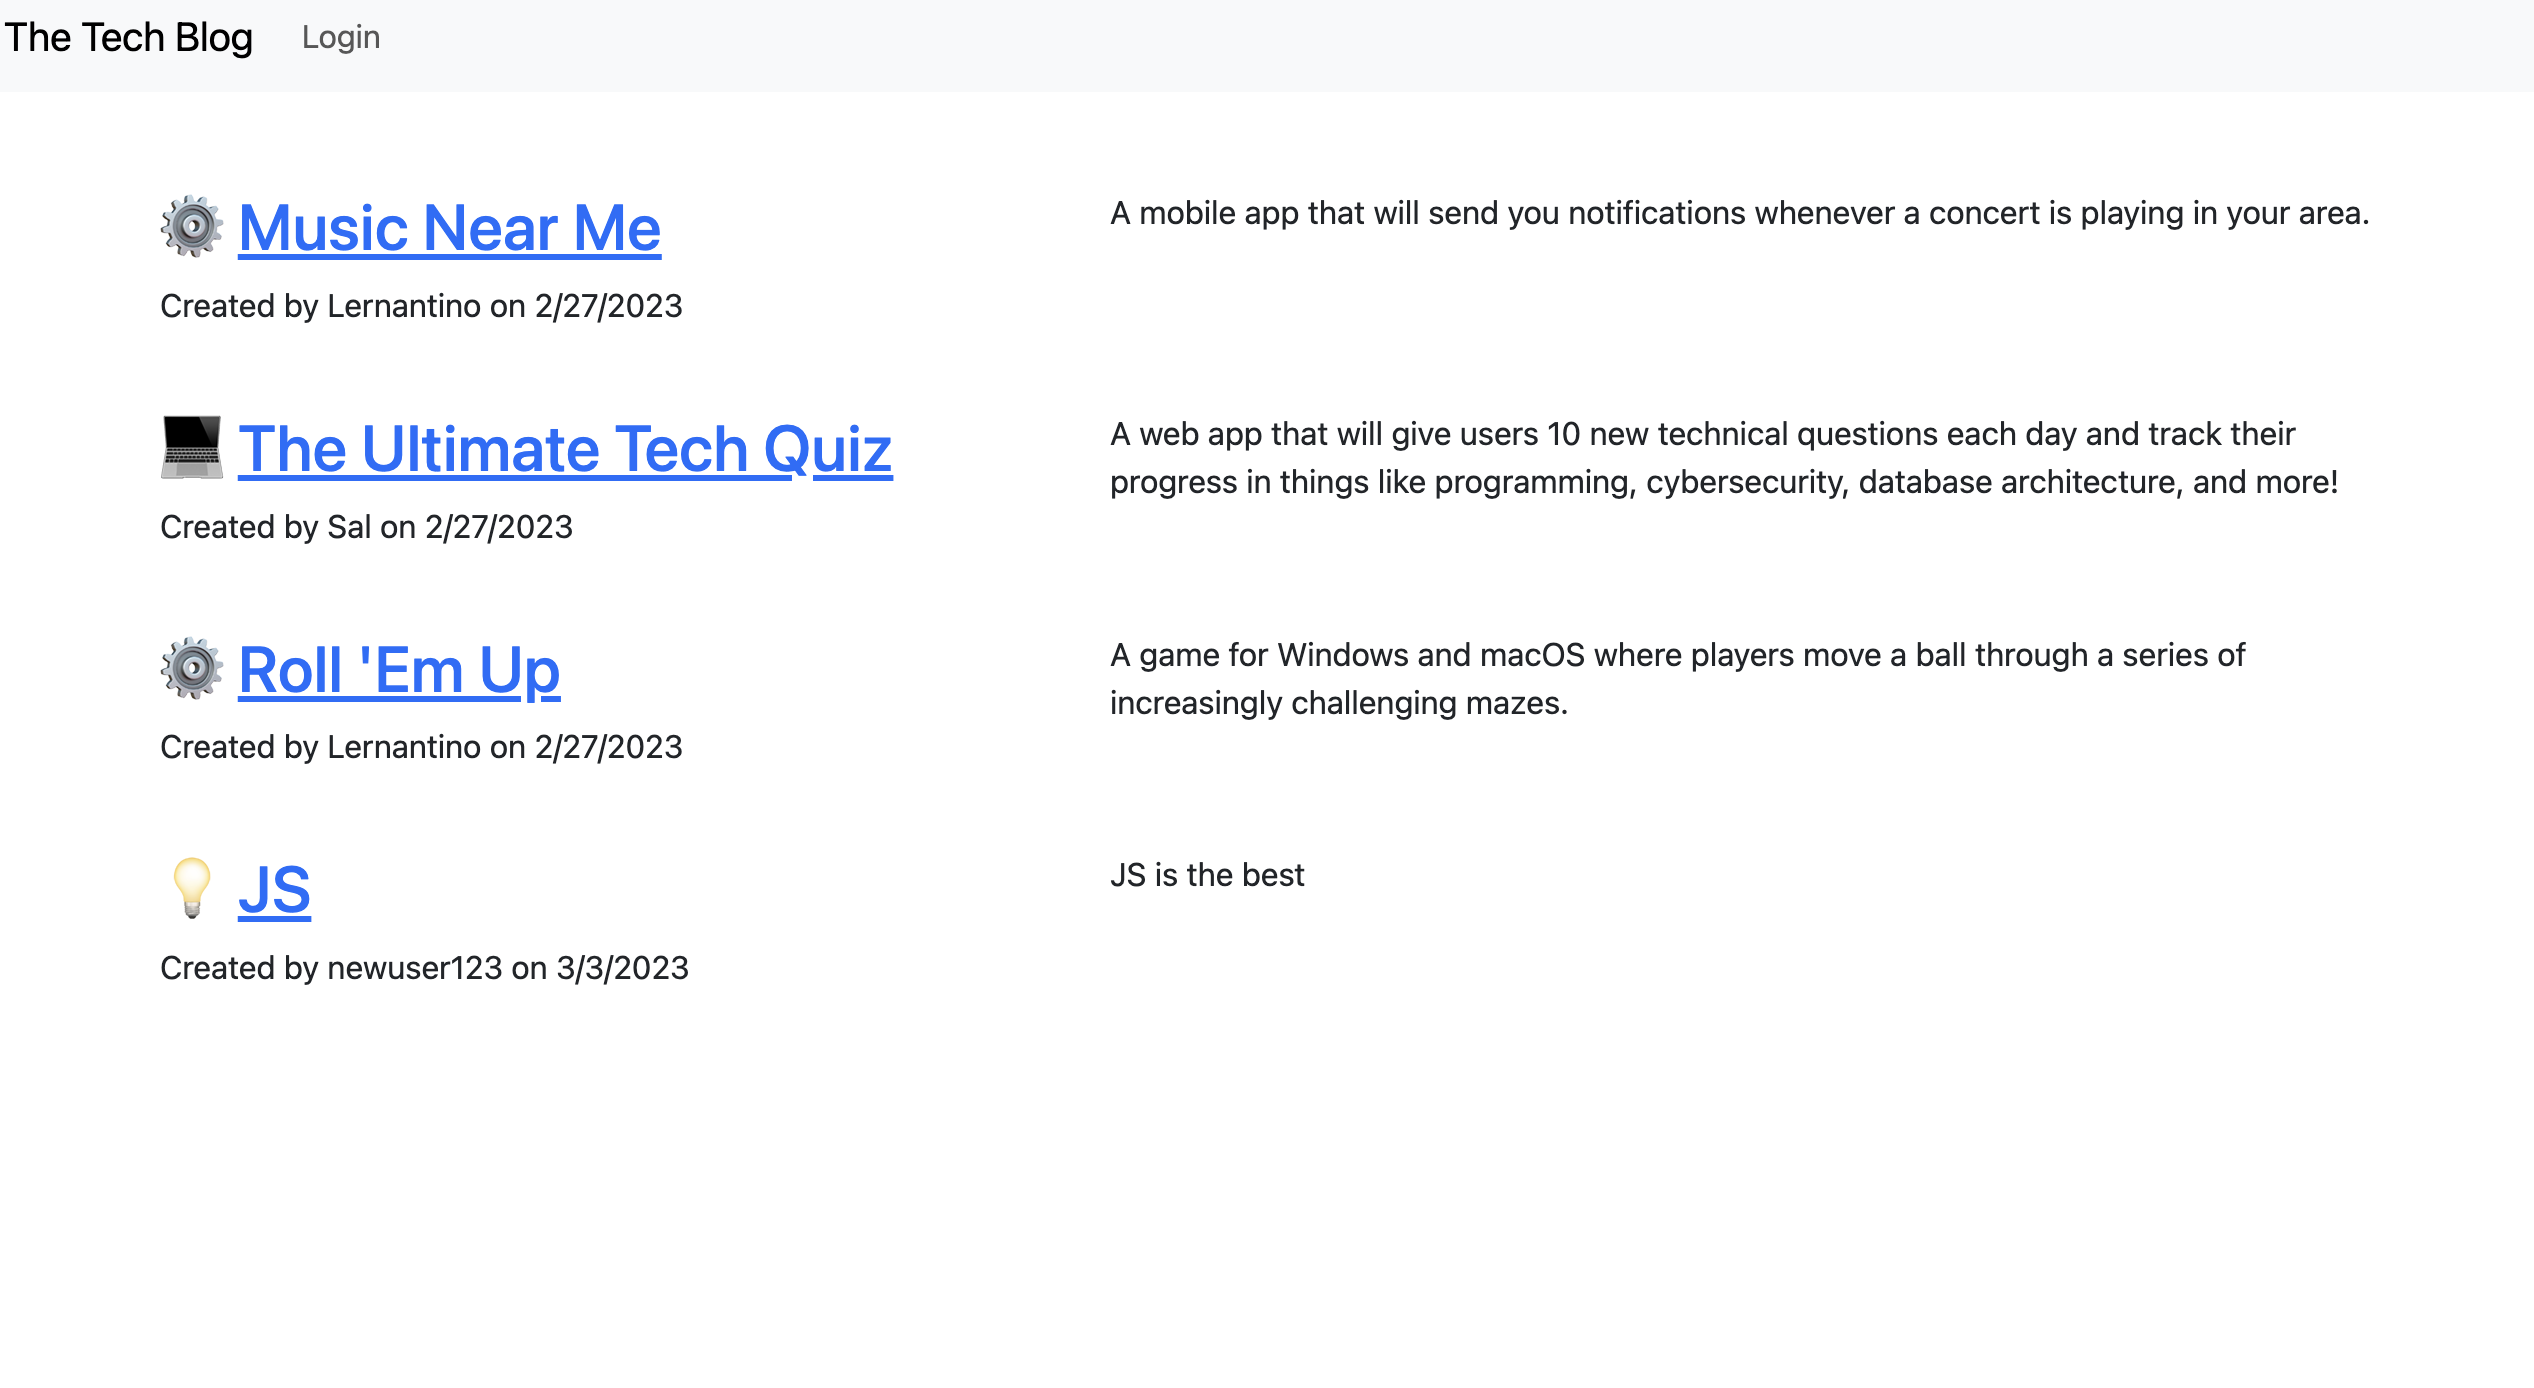 The Tech Blog Login
Music Near Me
Created by Lernantino on 2/27/2023
A mobile app that will send you notifications whenever a concert is playing in your area.
The Ultimate Tech Quiz
Created by Sal on 2/27/2023
A web app that will give users 10 new technical questions each day and track their
progress in things like programming, cybersecurity, database architecture, and more!
Roll 'Em Up
Created by Lernantino on 2/27/2023
A game for Windows and macOS where players move a ball through a series of
increasingly challenging mazes.
JS
Created by newuser123 on 3/3/2023
JS is the best